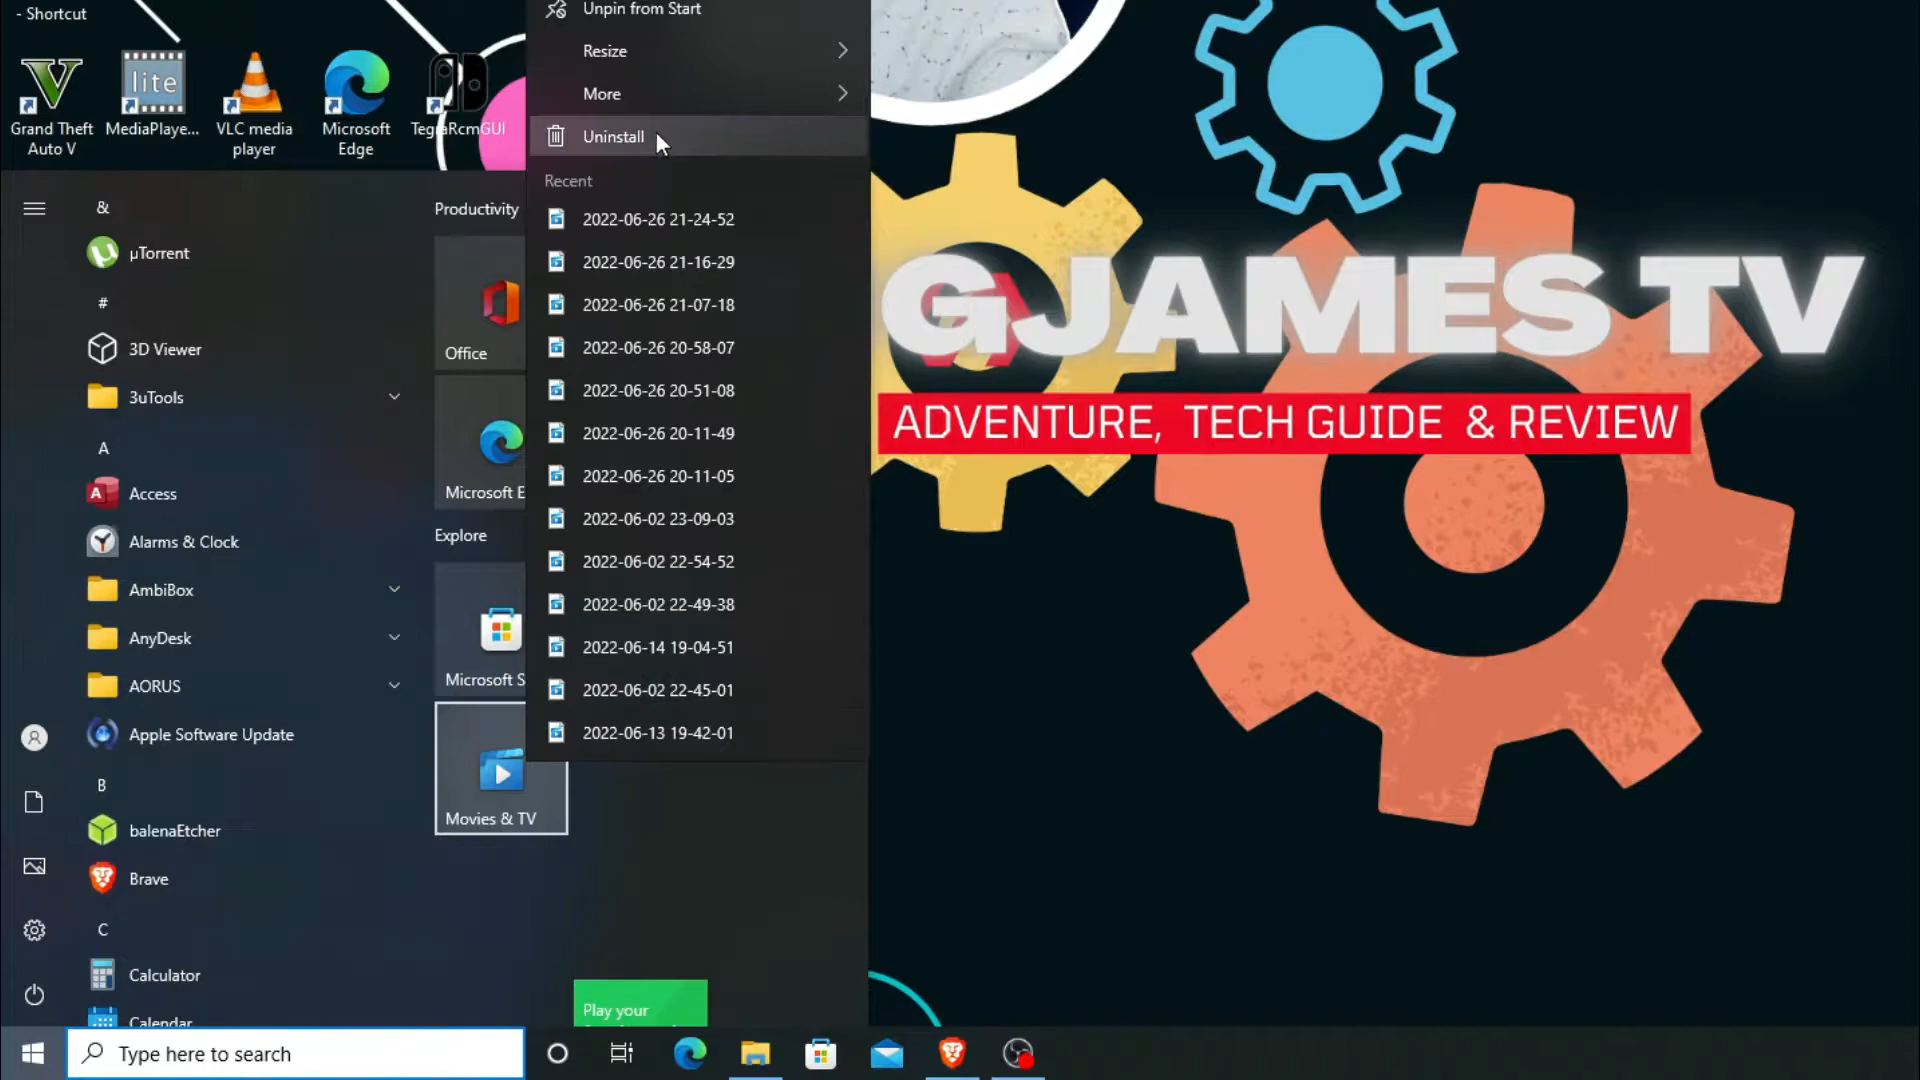 - Shortcut
Grand Theft
Auto V
lite
MediaPlaye...
VLC media
player
Microsoft
Edge
TegraRcmGUI
Unpin from Start
Resize
More
Uninstall
Recent
2022-06-26 21-24-52
2022-06-26 21-16-29
2022-06-26 21-07-18
2022-06-26 20-58-07
2022-06-26 20-51-08
2022-06-26 20-11-49
2022-06-26 20-11-05
2022-06-02 23-09-03
2022-06-02 22-54-52
2022-06-02 22-49-38
2022-06-14 19-04-51
2022-06-02 22-45-01
2022-06-13 19-42-01
&
µTorrent
#
3D Viewer
3uTools
A
Access
Alarms & Clock
AmbiBox
AnyDesk
AORUS
Apple Software Update
B
balenaEtcher
Brave
C
Calculator
Calendar
Productivity
Office
Microsoft E
Explore
Microsoft S
Movies & TV
Play your
GJAMES TV
ADVENTURE, TECH GUIDE & REVIEW
Type here to search